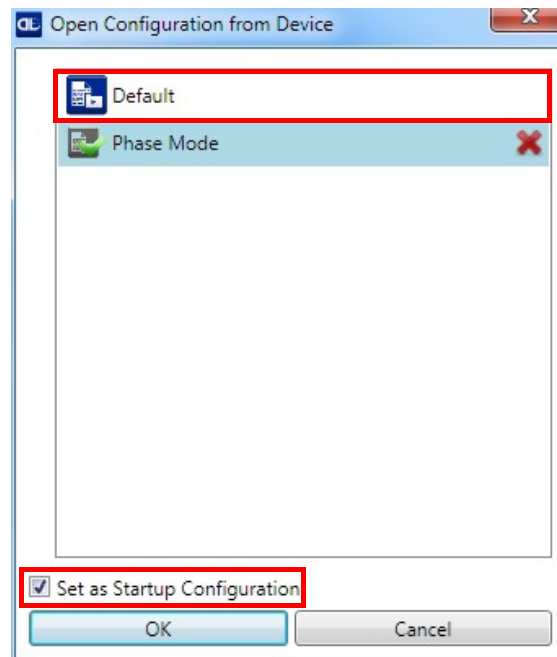 Open Configuration from Device
Default
Phase Mode
Set as Startup Configuration
OK
Cancel